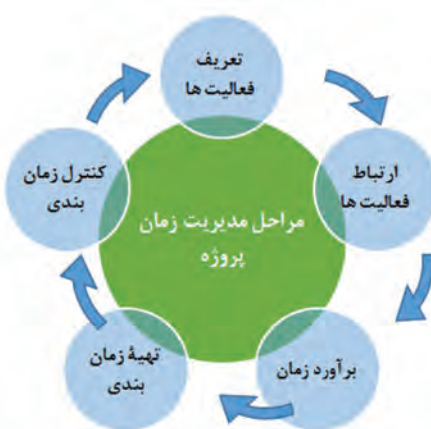 تعریف
فعالیت ها
ارتباط
فعالیت ها
برآورد زمان
تهیهٔ زمان
بندی
کنترل زمان
بندی
مراحل مدیریت زمان
پروژه